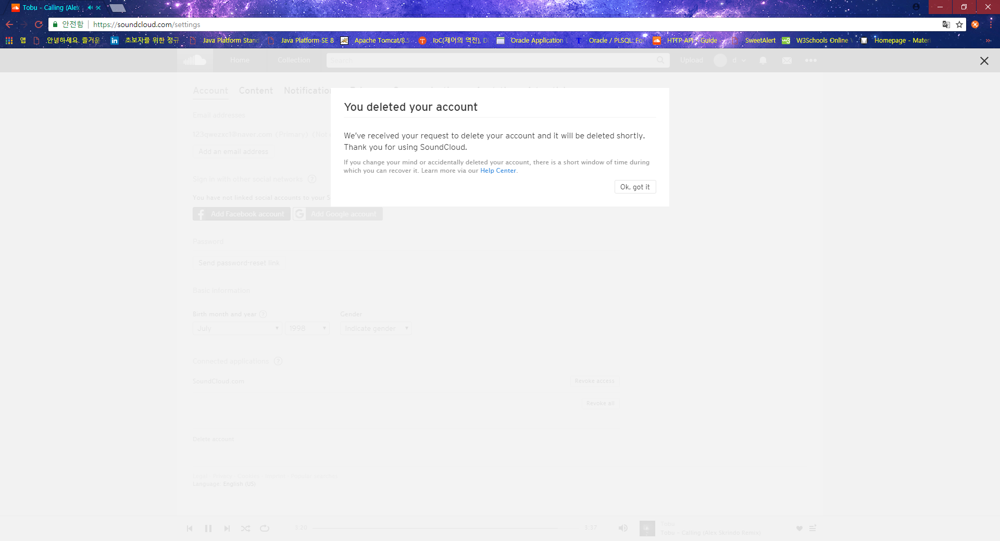 Tobu - Calling (Alex
안전함 | https://soundcloud.com/settings
앱 안녕하세요. 즐거운 초보자를 위한 정규 Java Platform Stand Java Platform SE 8 Apache Tomcat/8.5 IoC(제어의 역전), D Oracle Application Oracle / PLSQL: HTTP API - Guide SweetAlert W3Schools Online Homepage - Mater
Home Collection Search Upload d
Account Content Notification
You deleted your account
Email addresses
We've received your request to delete your account and it will be deleted shortly.
Thank you for using SoundCloud.
123qwezxc1@naver.com (Primary) (Not
Add an email address
If you change your mind or accidentally deleted your account, there is a short window of time during
which you can recover it. Learn more via our Help Center.
Sign in with other social networks ?
Ok, got it
You have not linked social accounts to your S
Add Facebook account Add Google account
Password
Send password-reset link
Basic information
Birth month and year ? Gender
July 1998 Indicate gender
Connected applications ?
SoundCloud.com Revoke access
Revoke all
Delete account
Legal - Privacy - Cookies - Imprint - Popular searches
Language: English (US)
3:20 3:37
Tobu
Tobu - Calling (Alex Skrindo Remix)